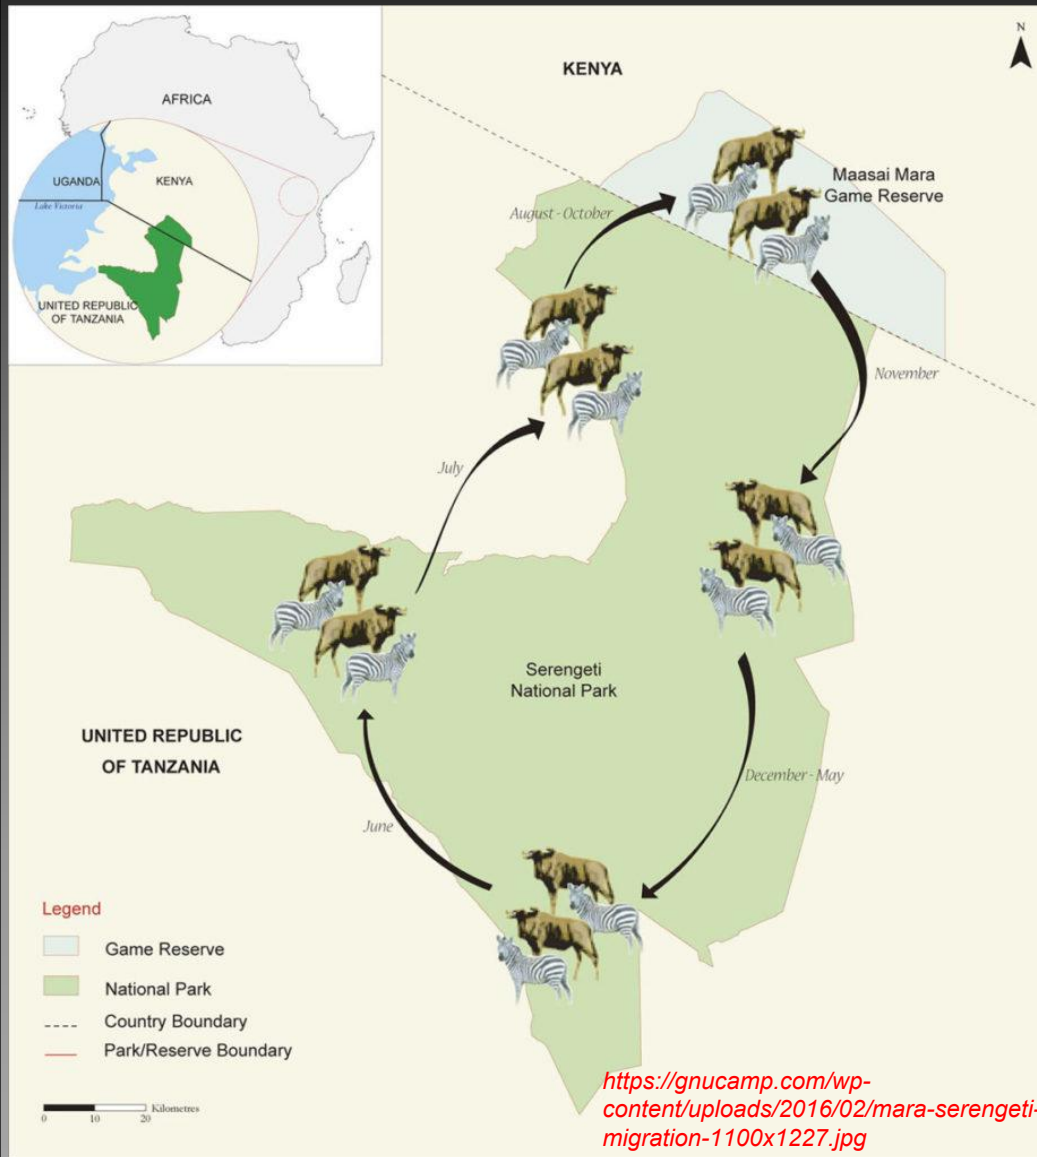 AFRICA
UGANDA
KENYA
Lake Victoria
UNITED REPUBLIC
OF TANZANIA
KENYA
N
Maasai Mara
Game Reserve
August - October
November
July
Serengeti
National Park
UNITED REPUBLIC
OF TANZANIA
December - May
June
Legend
Game Reserve
National Park
Country Boundary
Park/Reserve Boundary
0 10 20 Kilometres
https://gnucamp.com/wp-
content/uploads/2016/02/mara-serengeti-
migration-1100x1227.jpg